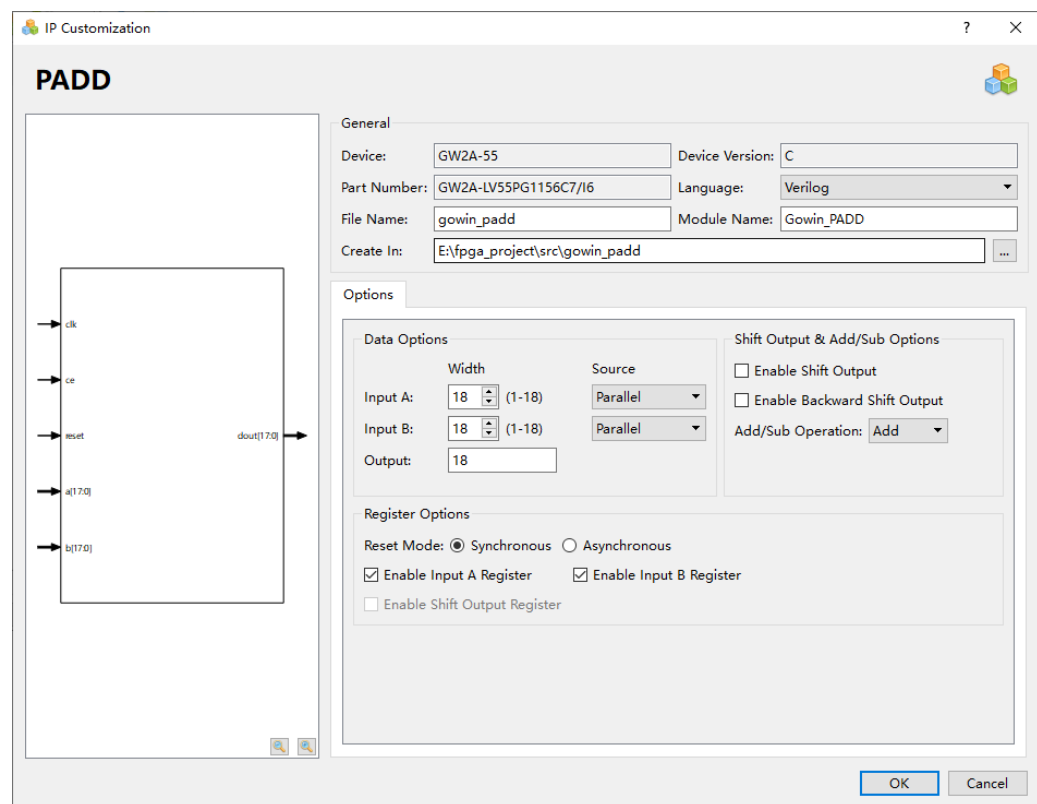 IP Customization
PADD
General
Device: GW2A-55 Device Version: C
Part Number: GW2A-LV55PG1156C7/I6 Language: Verilog
File Name: gowin_padd Module Name: Gowin_PADD
Create In: E:\fpga_project\src\gowin_padd ...
Options
Data Options
Width Source
Input A: 18 (1-18) Parallel
Input B: 18 (1-18) Parallel
Output: 18
Shift Output & Add/Sub Options
Enable Shift Output
Enable Backward Shift Output
Add/Sub Operation: Add
Register Options
Reset Mode: Synchronous Asynchronous
Enable Input A Register Enable Input B Register
Enable Shift Output Register
clk
ce
reset dout[17:0]
a[17:0]
b[17:0]
OK Cancel